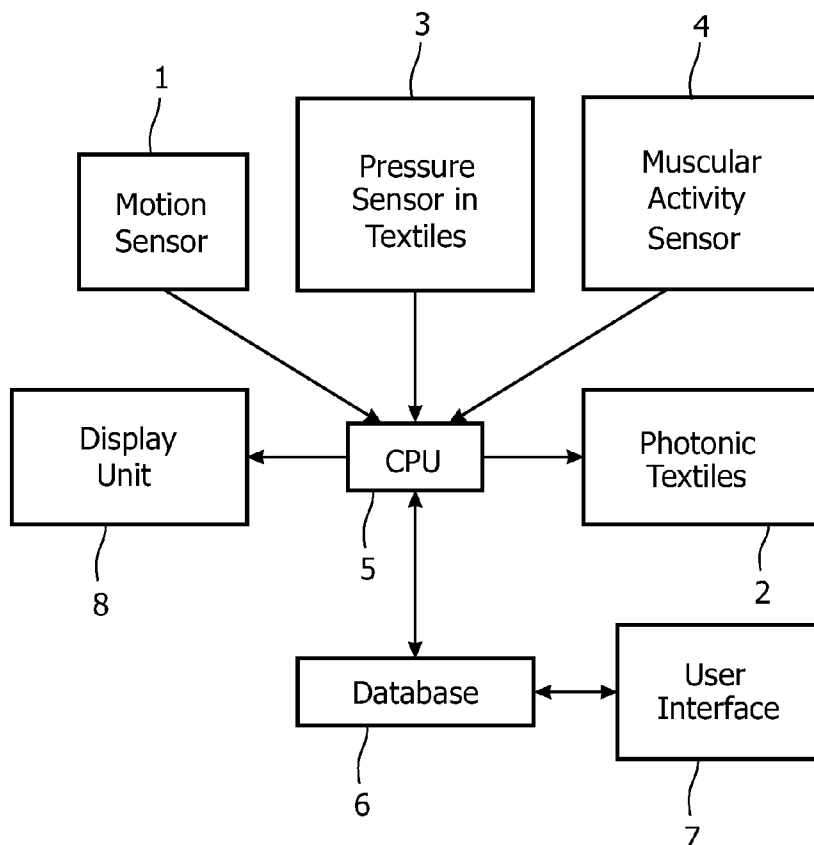 1
3
4
Motion
Sensor
Pressure
Sensor in
Textiles
Muscular
Activity
Sensor
Display
Unit
8
CPU
5
Photonic
Textiles
2
Database
6
User
Interface
7